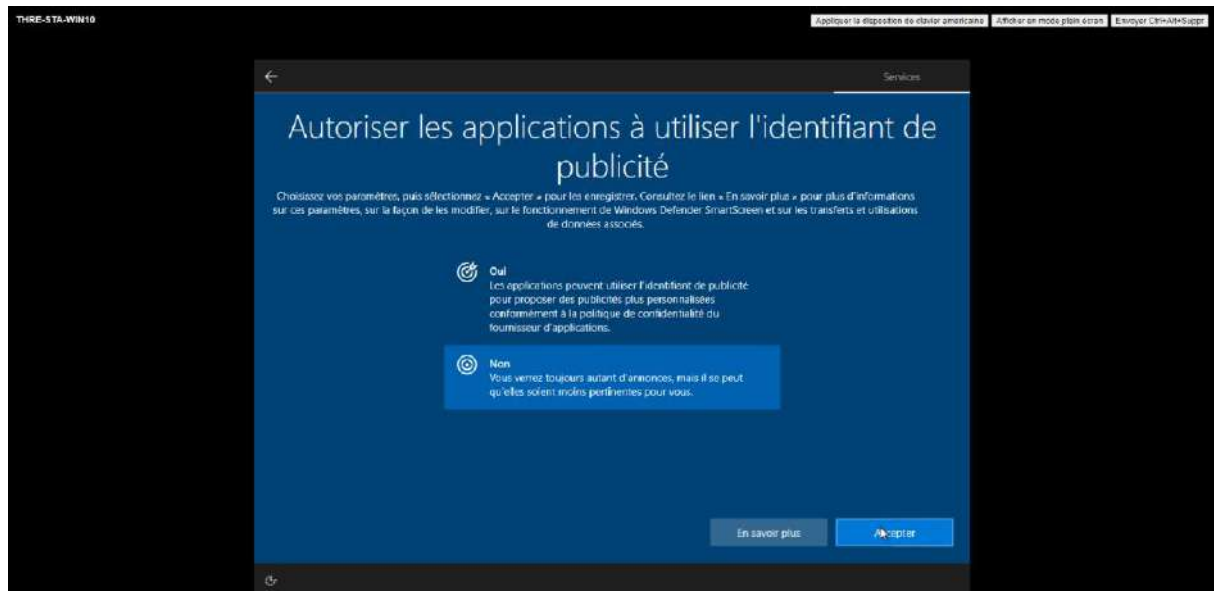 THRE-STA-WIN10
Appliquer la disposition de clavier américaine Afficher en mode plein écran Envoyer Ctrl+Alt+Suppr
Services
Autoriser les applications à utiliser l'identifiant de
publicité
Choisissez vos paramètres, puis sélectionnez « Accepter » pour les enregistrer. Consultez le lien « En savoir plus » pour plus d'informations
sur ces paramètres, sur la façon de les modifier, sur le fonctionnement de Windows Defender SmartScreen et sur les transferts et utilisations
de données associés.
Oui
Les applications peuvent utiliser l'identifiant de publicité
pour proposer des publicités plus personnalisées
conformément à la politique de confidentialité du
fournisseur d'applications.
Non
Vous verrez toujours autant d'annonces, mais il se peut
qu'elles soient moins pertinentes pour vous.
En savoir plus
Accepter